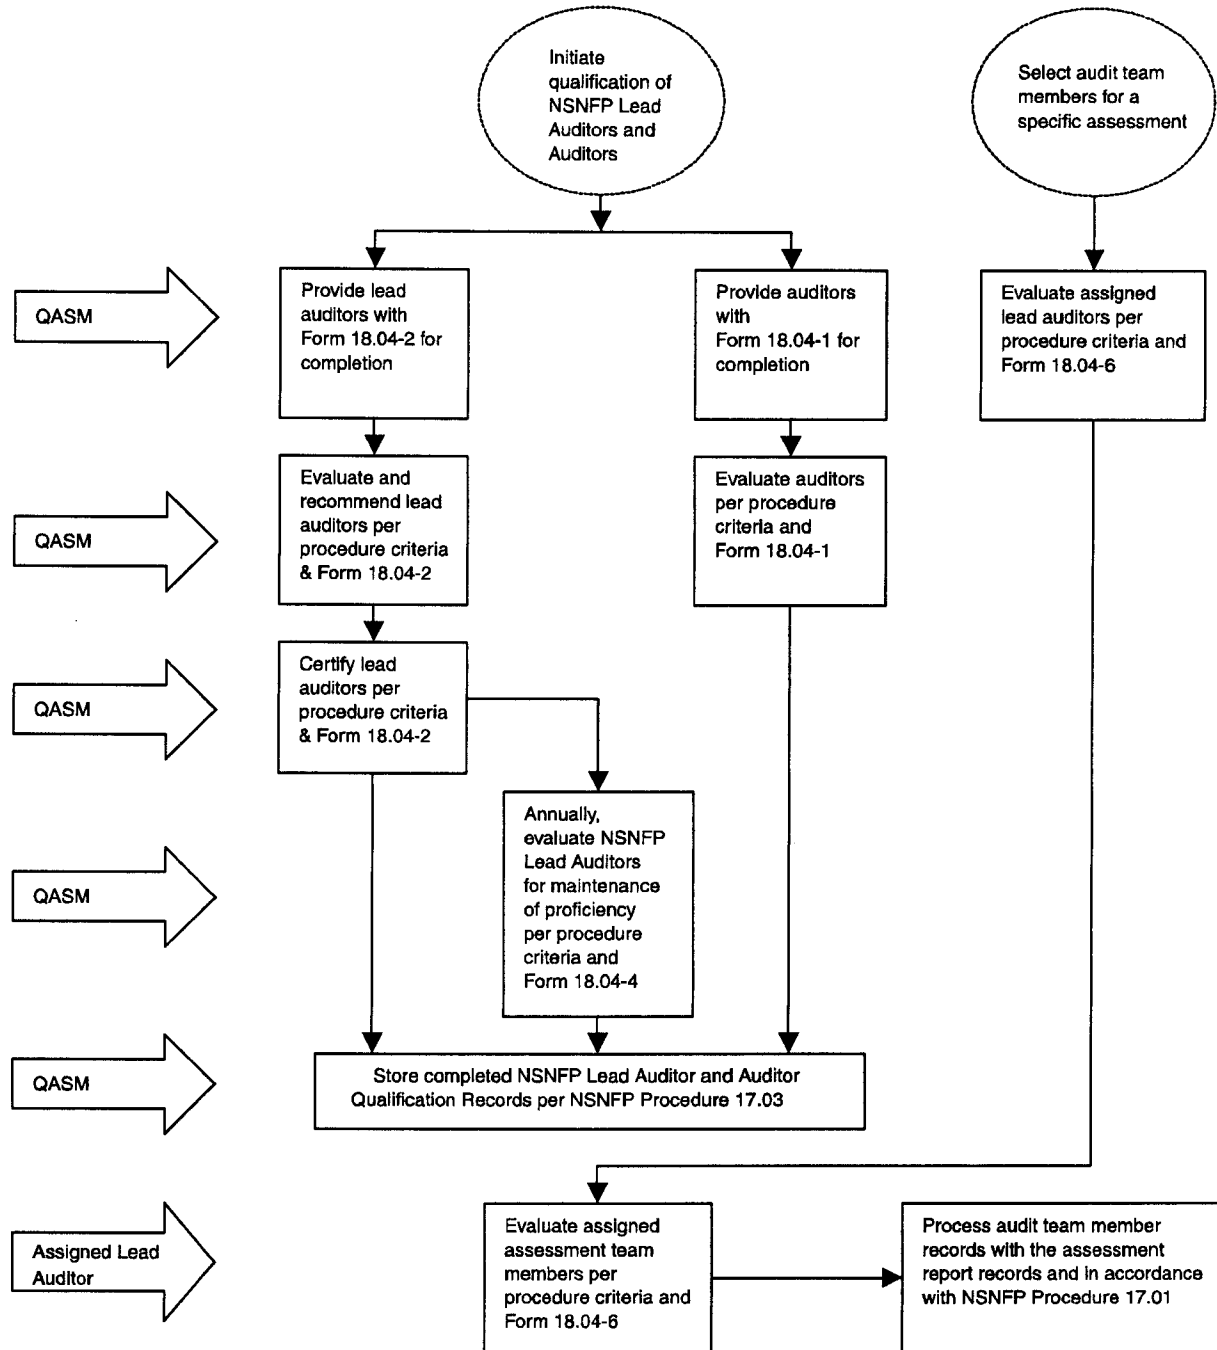 Initiate
qualification of
NSNFP Lead
Auditors and
Auditors
Select audit team
members for a
specific assessment
QASM
Provide lead
auditors with
Form 18.04-2 for
completion
Provide auditors
with
Form 18.04-1 for
completion
Evaluate assigned
lead auditors per
procedure criteria and
Form 18.04-6
QASM
Evaluate and
recommend lead
auditors per
procedure criteria
& Form 18.04-2
Evaluate auditors
per procedure
criteria and
Form 18.04-1
QASM
Certify lead
auditors per
procedure criteria
& Form 18.04-2
QASM
Annually,
evaluate NSNFP
Lead Auditors
for maintenance
of proficiency
per procedure
criteria and
Form 18.04-4
QASM
Store completed NSNFP Lead Auditor and Auditor
Qualification Records per NSNFP Procedure 17.03
Assigned Lead
Auditor
Evaluate assigned
assessment team
members per
procedure criteria and
Form 18.04-6
Process audit team member
records with the assessment
report records and in accordance
with NSNFP Procedure 17.01